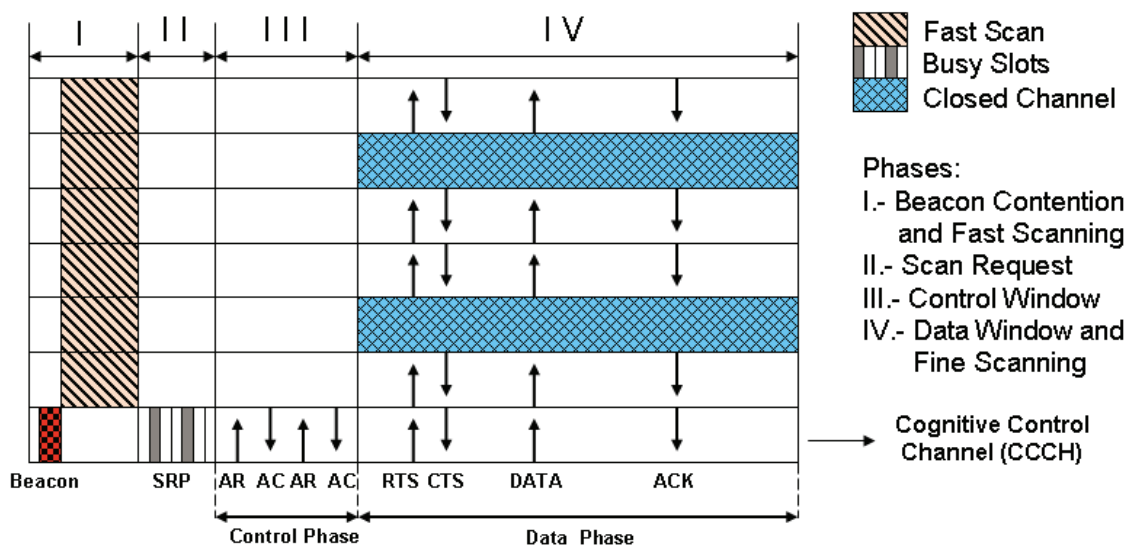 I
II
III
IV
Fast Scan
Busy Slots
Closed Channel
Phases:
I.- Beacon Contention
and Fast Scanning
II.- Scan Request
III.- Control Window
IV.- Data Window and
Fine Scanning
Cognitive Control
Channel (CCCH)
Beacon SRP AR AC AR AC RTS CTS DATA ACK
Control Phase Data Phase